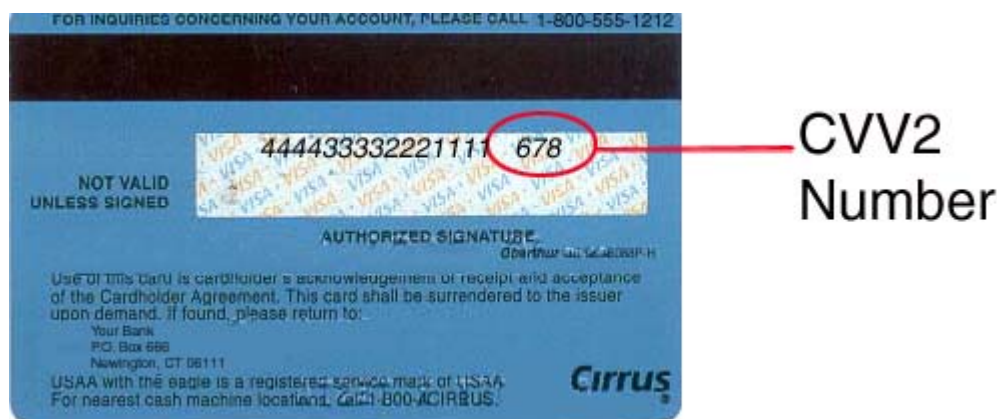 FOR INQUIRIES CONCERNING YOUR ACCOUNT, PLEASE CALL 1-800-555-1212
444433332221111 678
CVV2
Number
NOT VALID
UNLESS SIGNED
AUTHORIZED SIGNATURE
Oberthur
Use of this card is cardholder's acknowledgement of receipt and acceptance
of the Cardholder Agreement. This card shall be surrendered to the issuer
upon demand. If found, please return to:
Your Bank
P.O. Box 666
Newington, CT 06111
USAA with the eagle is a registered service mark of USAA
For nearest cash machine locations, call 1-800-4CIRRUS.
Cirrus